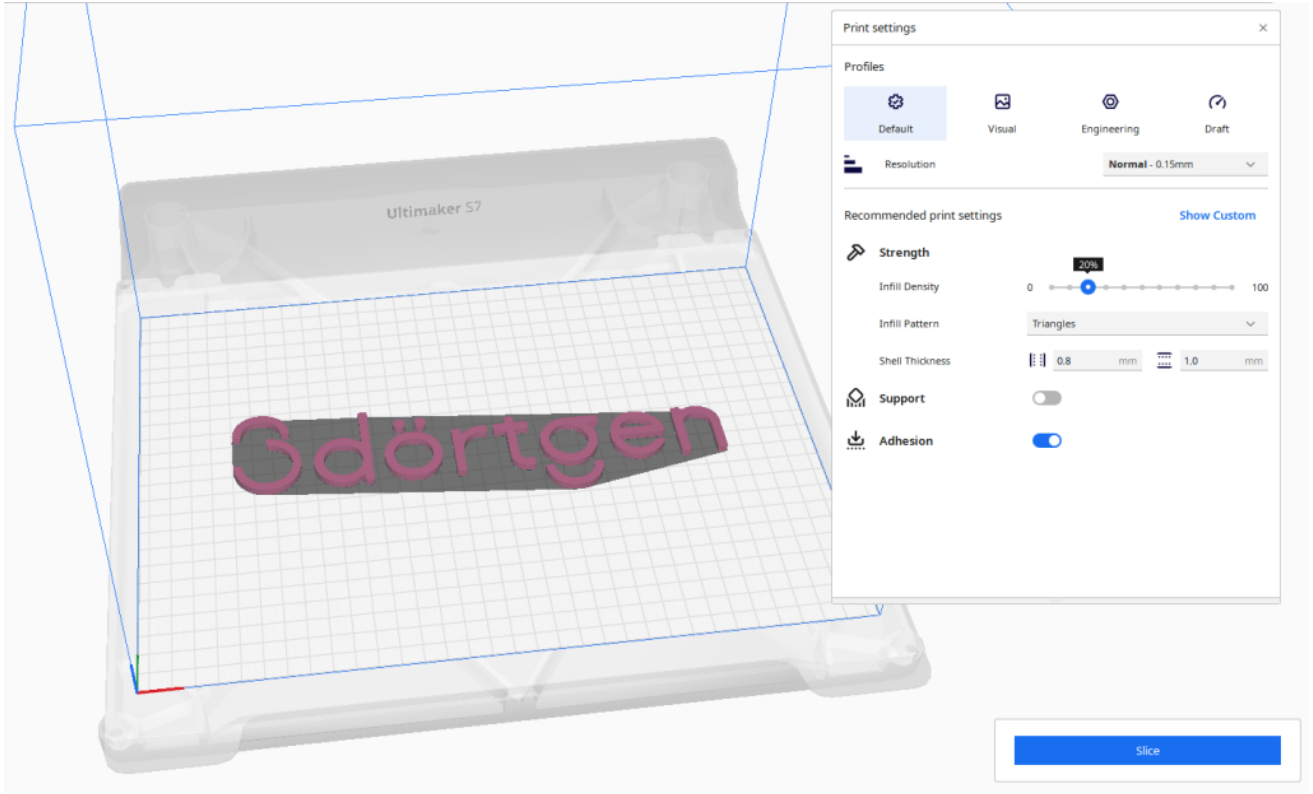 Print settings
Profiles
Default
Visual
Engineering
Draft
Resolution
Normal - 0.15mm
Ultimaker S7
Recommended print settings
Show Custom
Strength
20%
Infill Density
0
100
Infill Pattern
Triangles
Shell Thickness
0.8 mm
1.0 mm
Support
Adhesion
3dörtgen
Slice